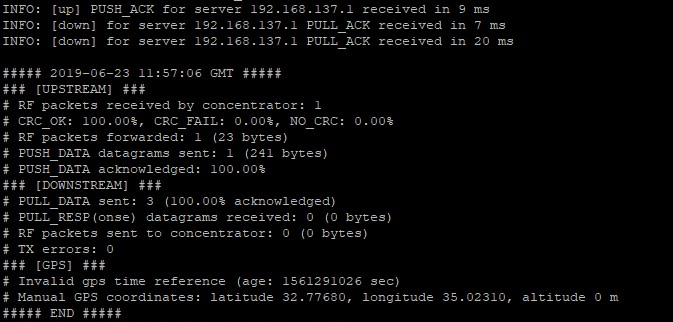 INFO: [up] PUSH_ACK for server 192.168.137.1 received in 9 ms
INFO: [down] for server 192.168.137.1 PULL_ACK received in 7 ms
INFO: [down] for server 192.168.137.1 PULL_ACK received in 20 ms
##### 2019-06-23 11:57:06 GMT #####
### [UPSTREAM] ###
# RF packets received by concentrator: 1
# CRC_OK: 100.00%, CRC_FAIL: 0.00%, NO_CRC: 0.00%
# RF packets forwarded: 1 (23 bytes)
# PUSH_DATA datagrams sent: 1 (241 bytes)
# PUSH_DATA acknowledged: 100.00%
### [DOWNSTREAM] ###
# PULL_DATA sent: 3 (100.00% acknowledged)
# PULL_RESP(onse) datagrams received: 0 (0 bytes)
# RF packets sent to concentrator: 0 (0 bytes)
# TX errors: 0
### [GPS] ###
# Invalid gps time reference (age: 1561291026 sec)
# Manual GPS coordinates: latitude 32.77680, longitude 35.02310, altitude 0 m
##### END #####